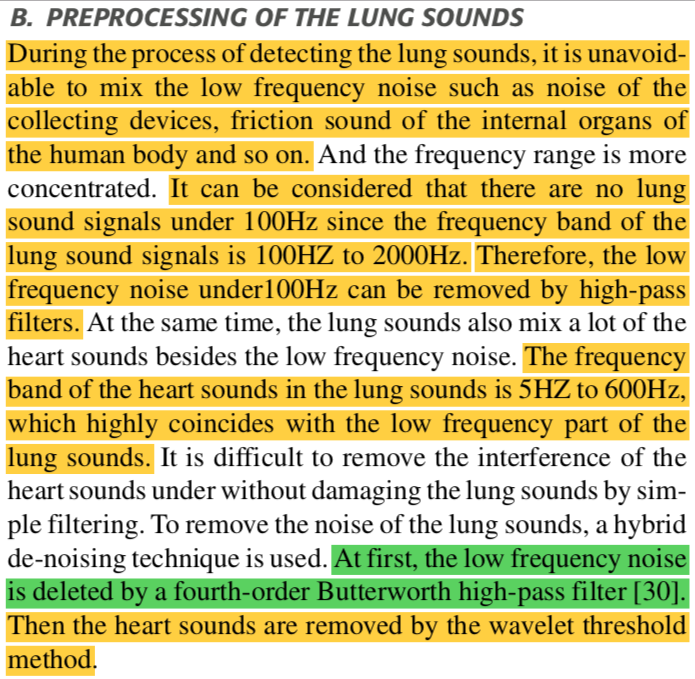 B. PREPROCESSING OF THE LUNG SOUNDS
During the process of detecting the lung sounds, it is unavoid-
able to mix the low frequency noise such as noise of the
collecting devices, friction sound of the internal organs of
the human body and so on. And the frequency range is more
concentrated. It can be considered that there are no lung
sound signals under 100Hz since the frequency band of the
lung sound signals is 100HZ to 2000Hz. Therefore, the low
frequency noise under100Hz can be removed by high-pass
filters. At the same time, the lung sounds also mix a lot of the
heart sounds besides the low frequency noise. The frequency
band of the heart sounds in the lung sounds is 5HZ to 600Hz,
which highly coincides with the low frequency part of the
lung sounds. It is difficult to remove the interference of the
heart sounds under without damaging the lung sounds by sim-
ple filtering. To remove the noise of the lung sounds, a hybrid
de-noising technique is used. At first, the low frequency noise
is deleted by a fourth-order Butterworth high-pass filter [30].
Then the heart sounds are removed by the wavelet threshold
method.